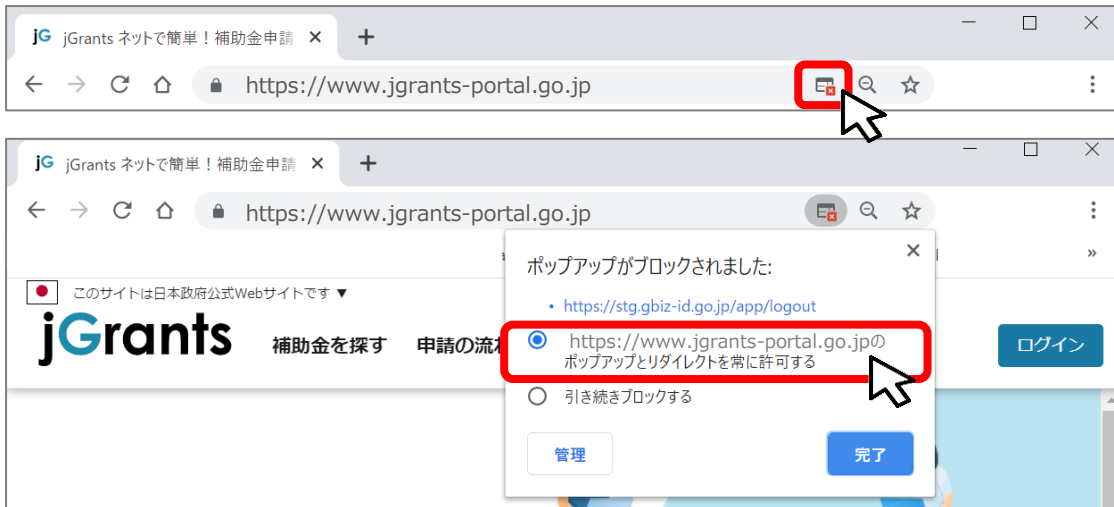 jG jGrants ネットで簡単！補助金申請
https://www.jgrants-portal.go.jp
jG jGrants ネットで簡単！補助金申請
https://www.jgrants-portal.go.jp
ポップアップがブロックされました:
• https://stg.gbiz-id.go.jp/app/logout
https://www.jgrants-portal.go.jpの
ポップアップとリダイレクトを常に許可する
引き続きブロックする
管理 完了
このサイトは日本政府公式Webサイトです ▼
jGrants 補助金を探す 申請の流 ログイン